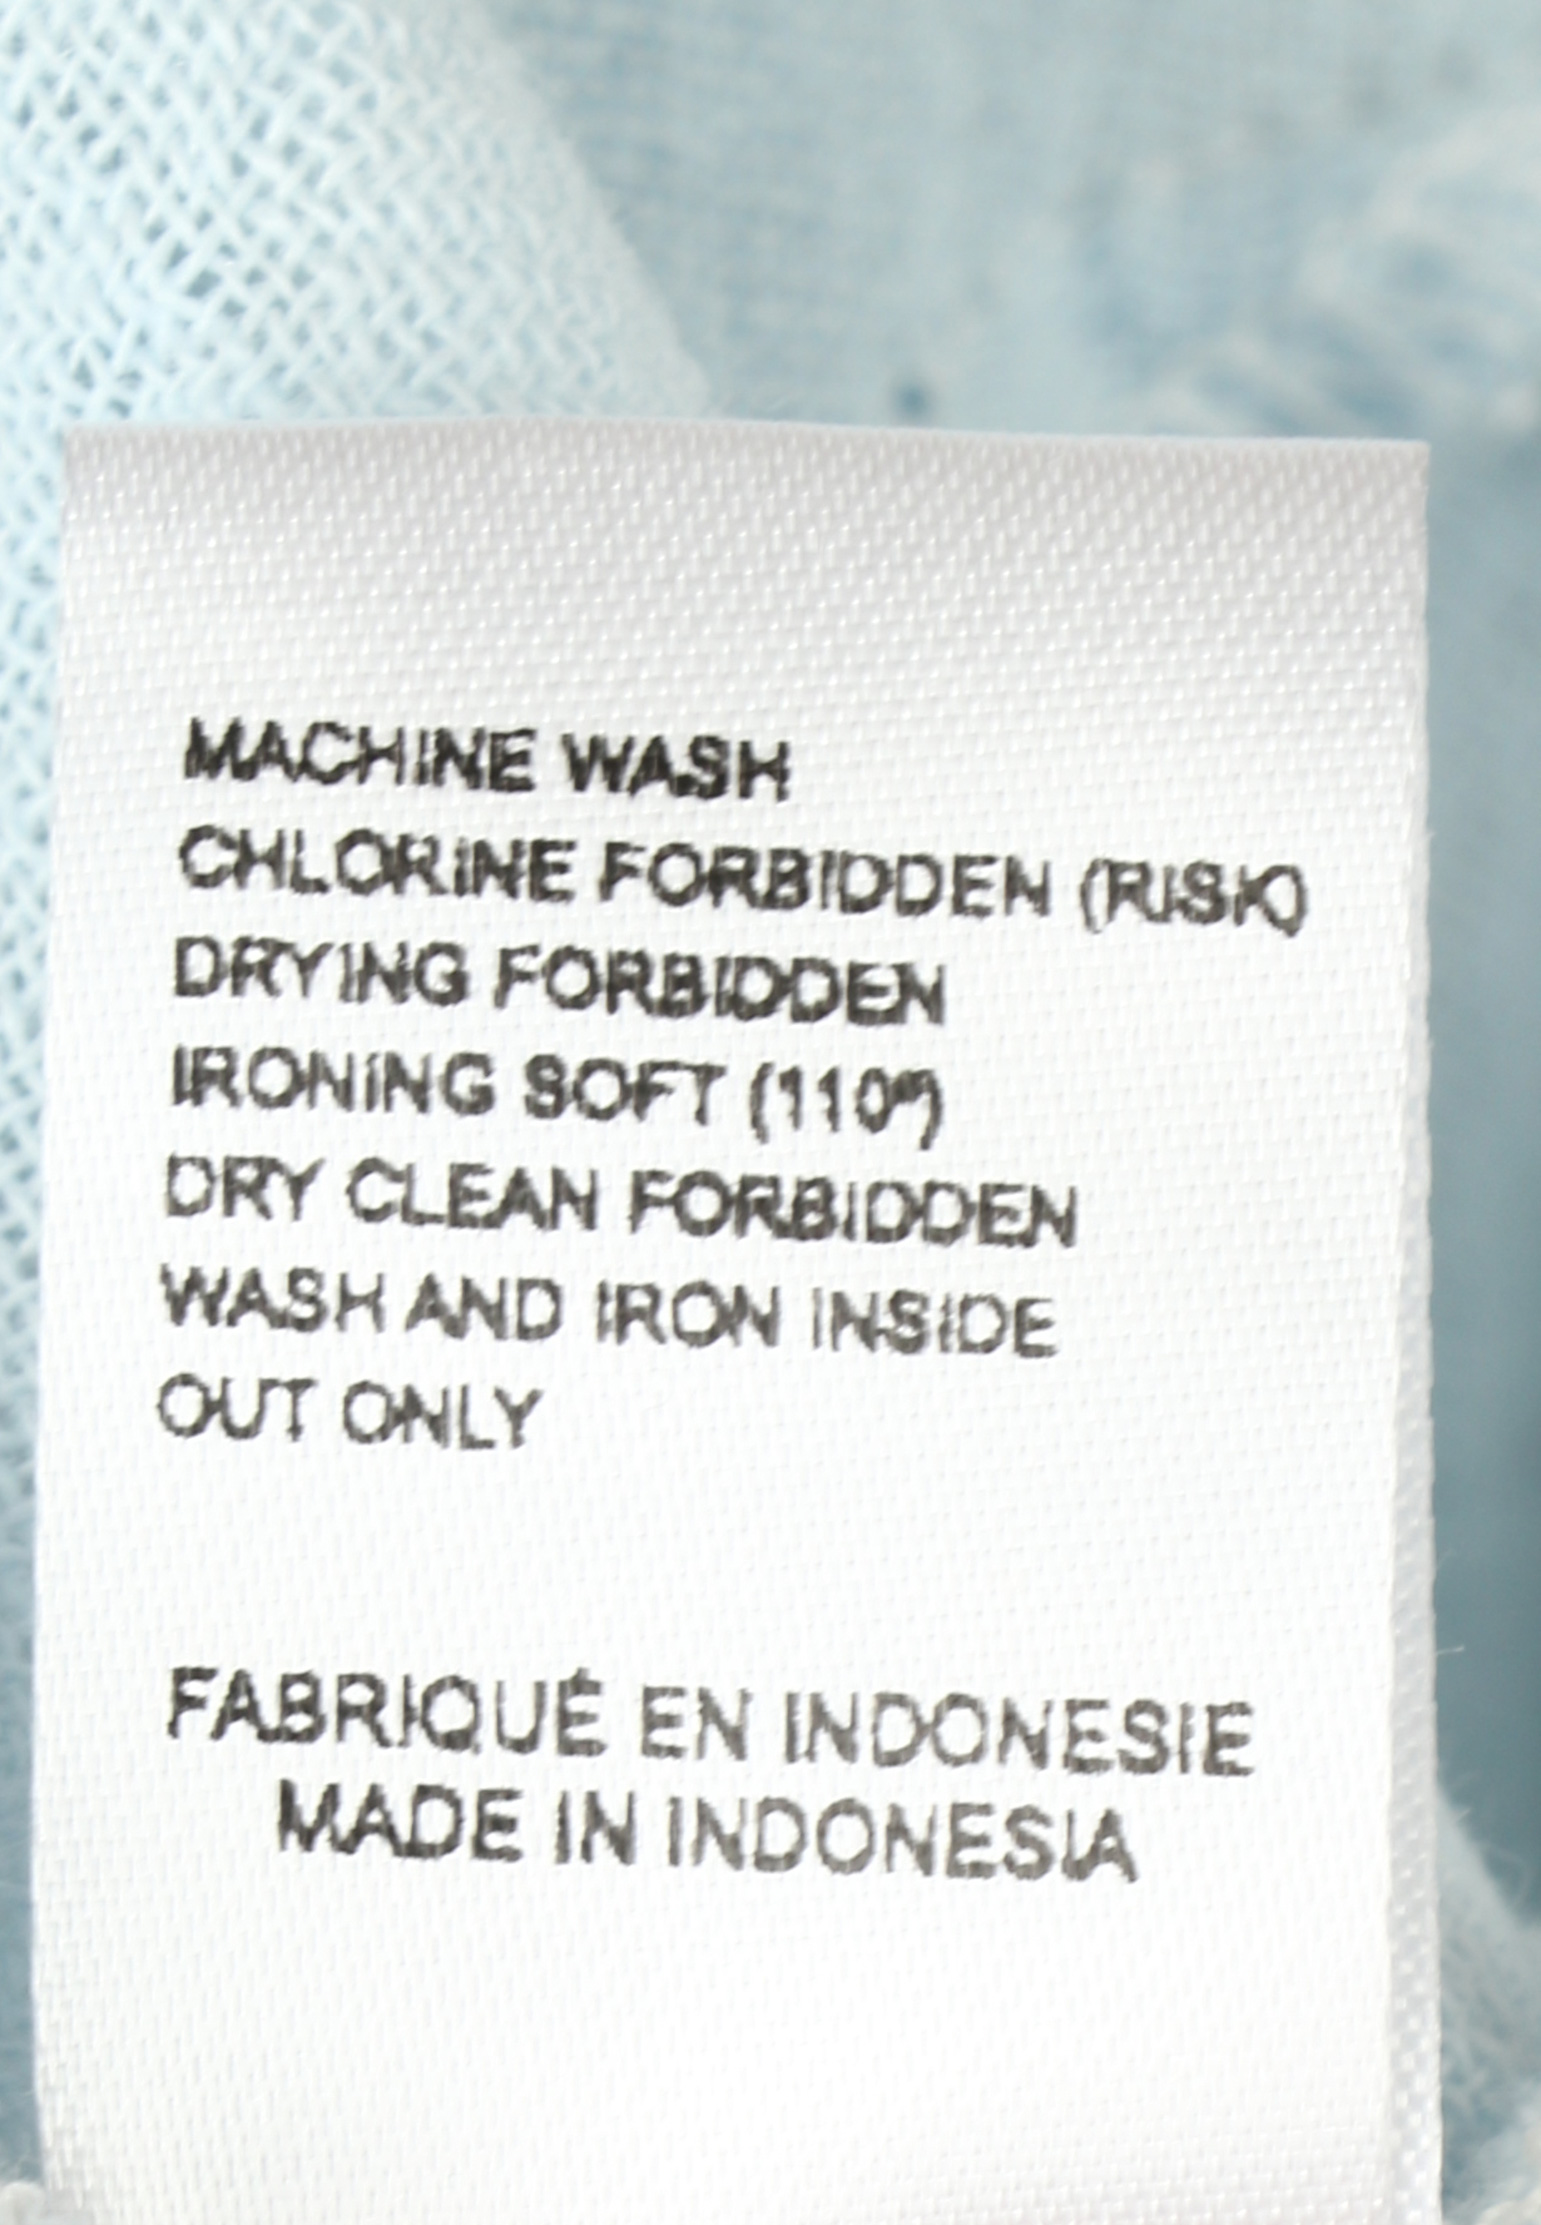 MACHINE WASH
CHLORINE FORBIDDEN (RISK)
DRYING FORBIDDEN
IRONING SOFT (110º)
DRY CLEAN FORBIDDEN
WASH AND IRON INSIDE
OUT ONLY
FABRIQUÉ EN INDONESIE
MADE IN INDONESIA